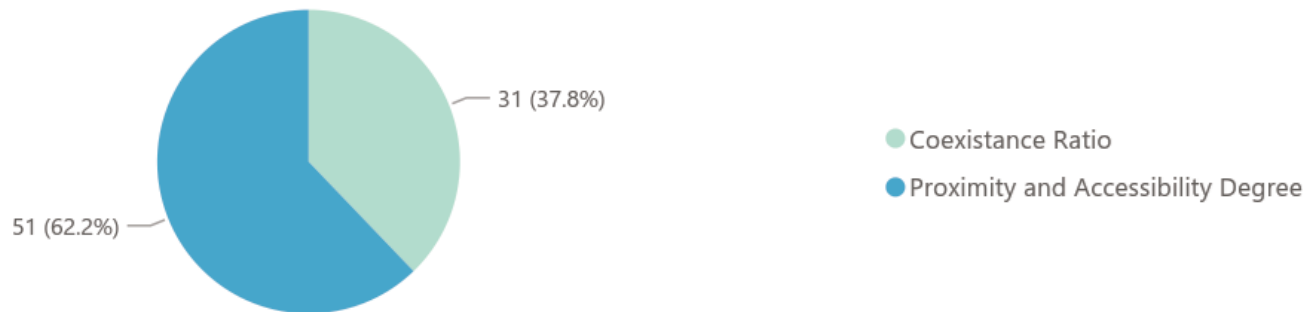 31 (37.8%)
51 (62.2%)
Coexistance Ratio
Proximity and Accessibility Degree